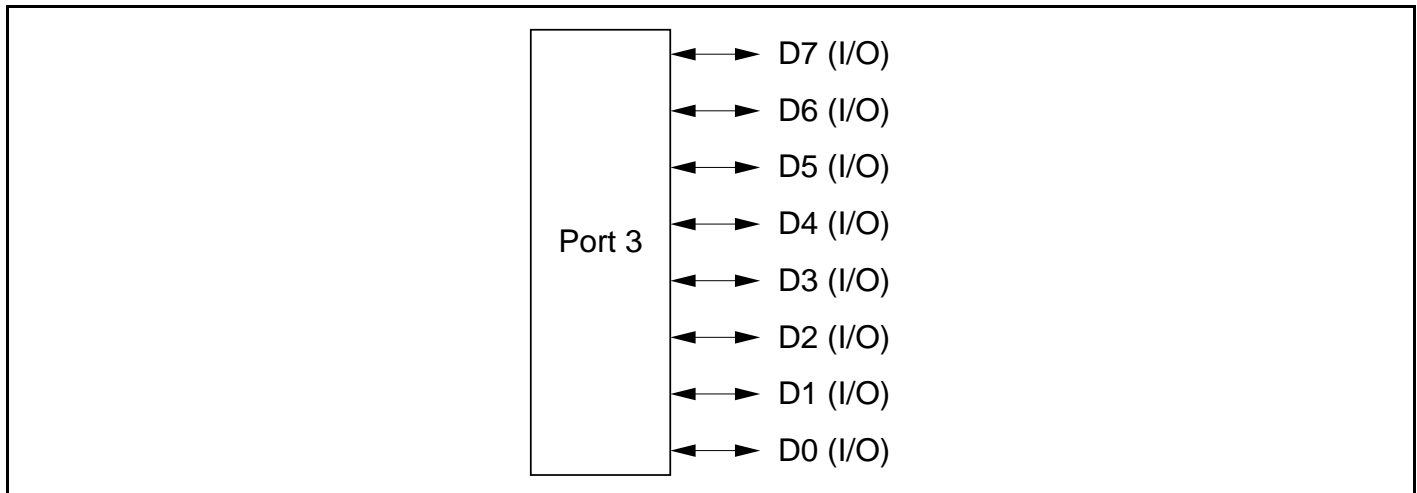 D7 (I/O)
D6 (I/O)
D5 (I/O)
D4 (I/O)
Port 3
D3 (I/O)
D2 (I/O)
D1 (I/O)
D0 (I/O)